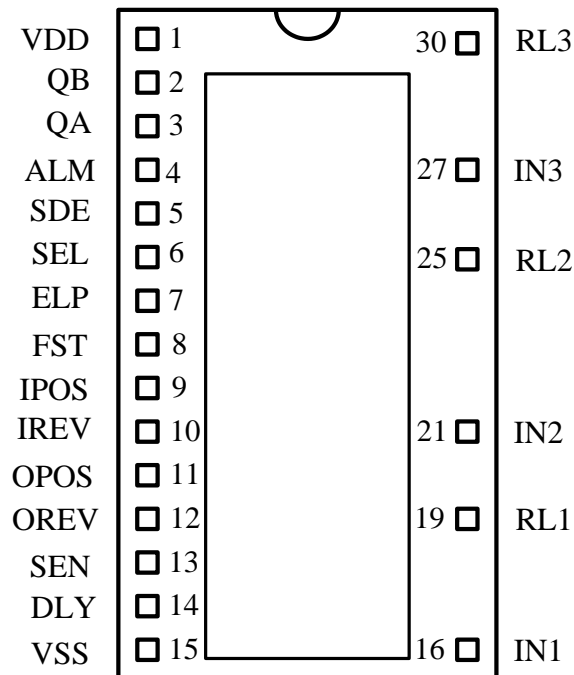 VDD 1 30 RL3
QB 2
QA 3
ALM 4 27 IN3
SDE 5
SEL 6 25 RL2
ELP 7
FST 8
IPOS 9
IREV 10 21 IN2
OPOS 11
OREV 12 19 RL1
SEN 13
DLY 14
VSS 15 16 IN1